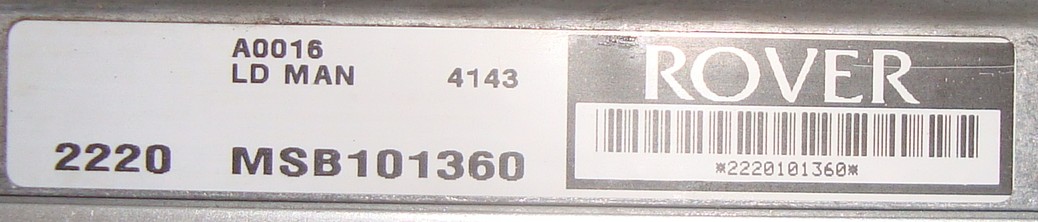 A0016
LD MAN 4143
2220 MSB101360
ROVER
*2220101360*